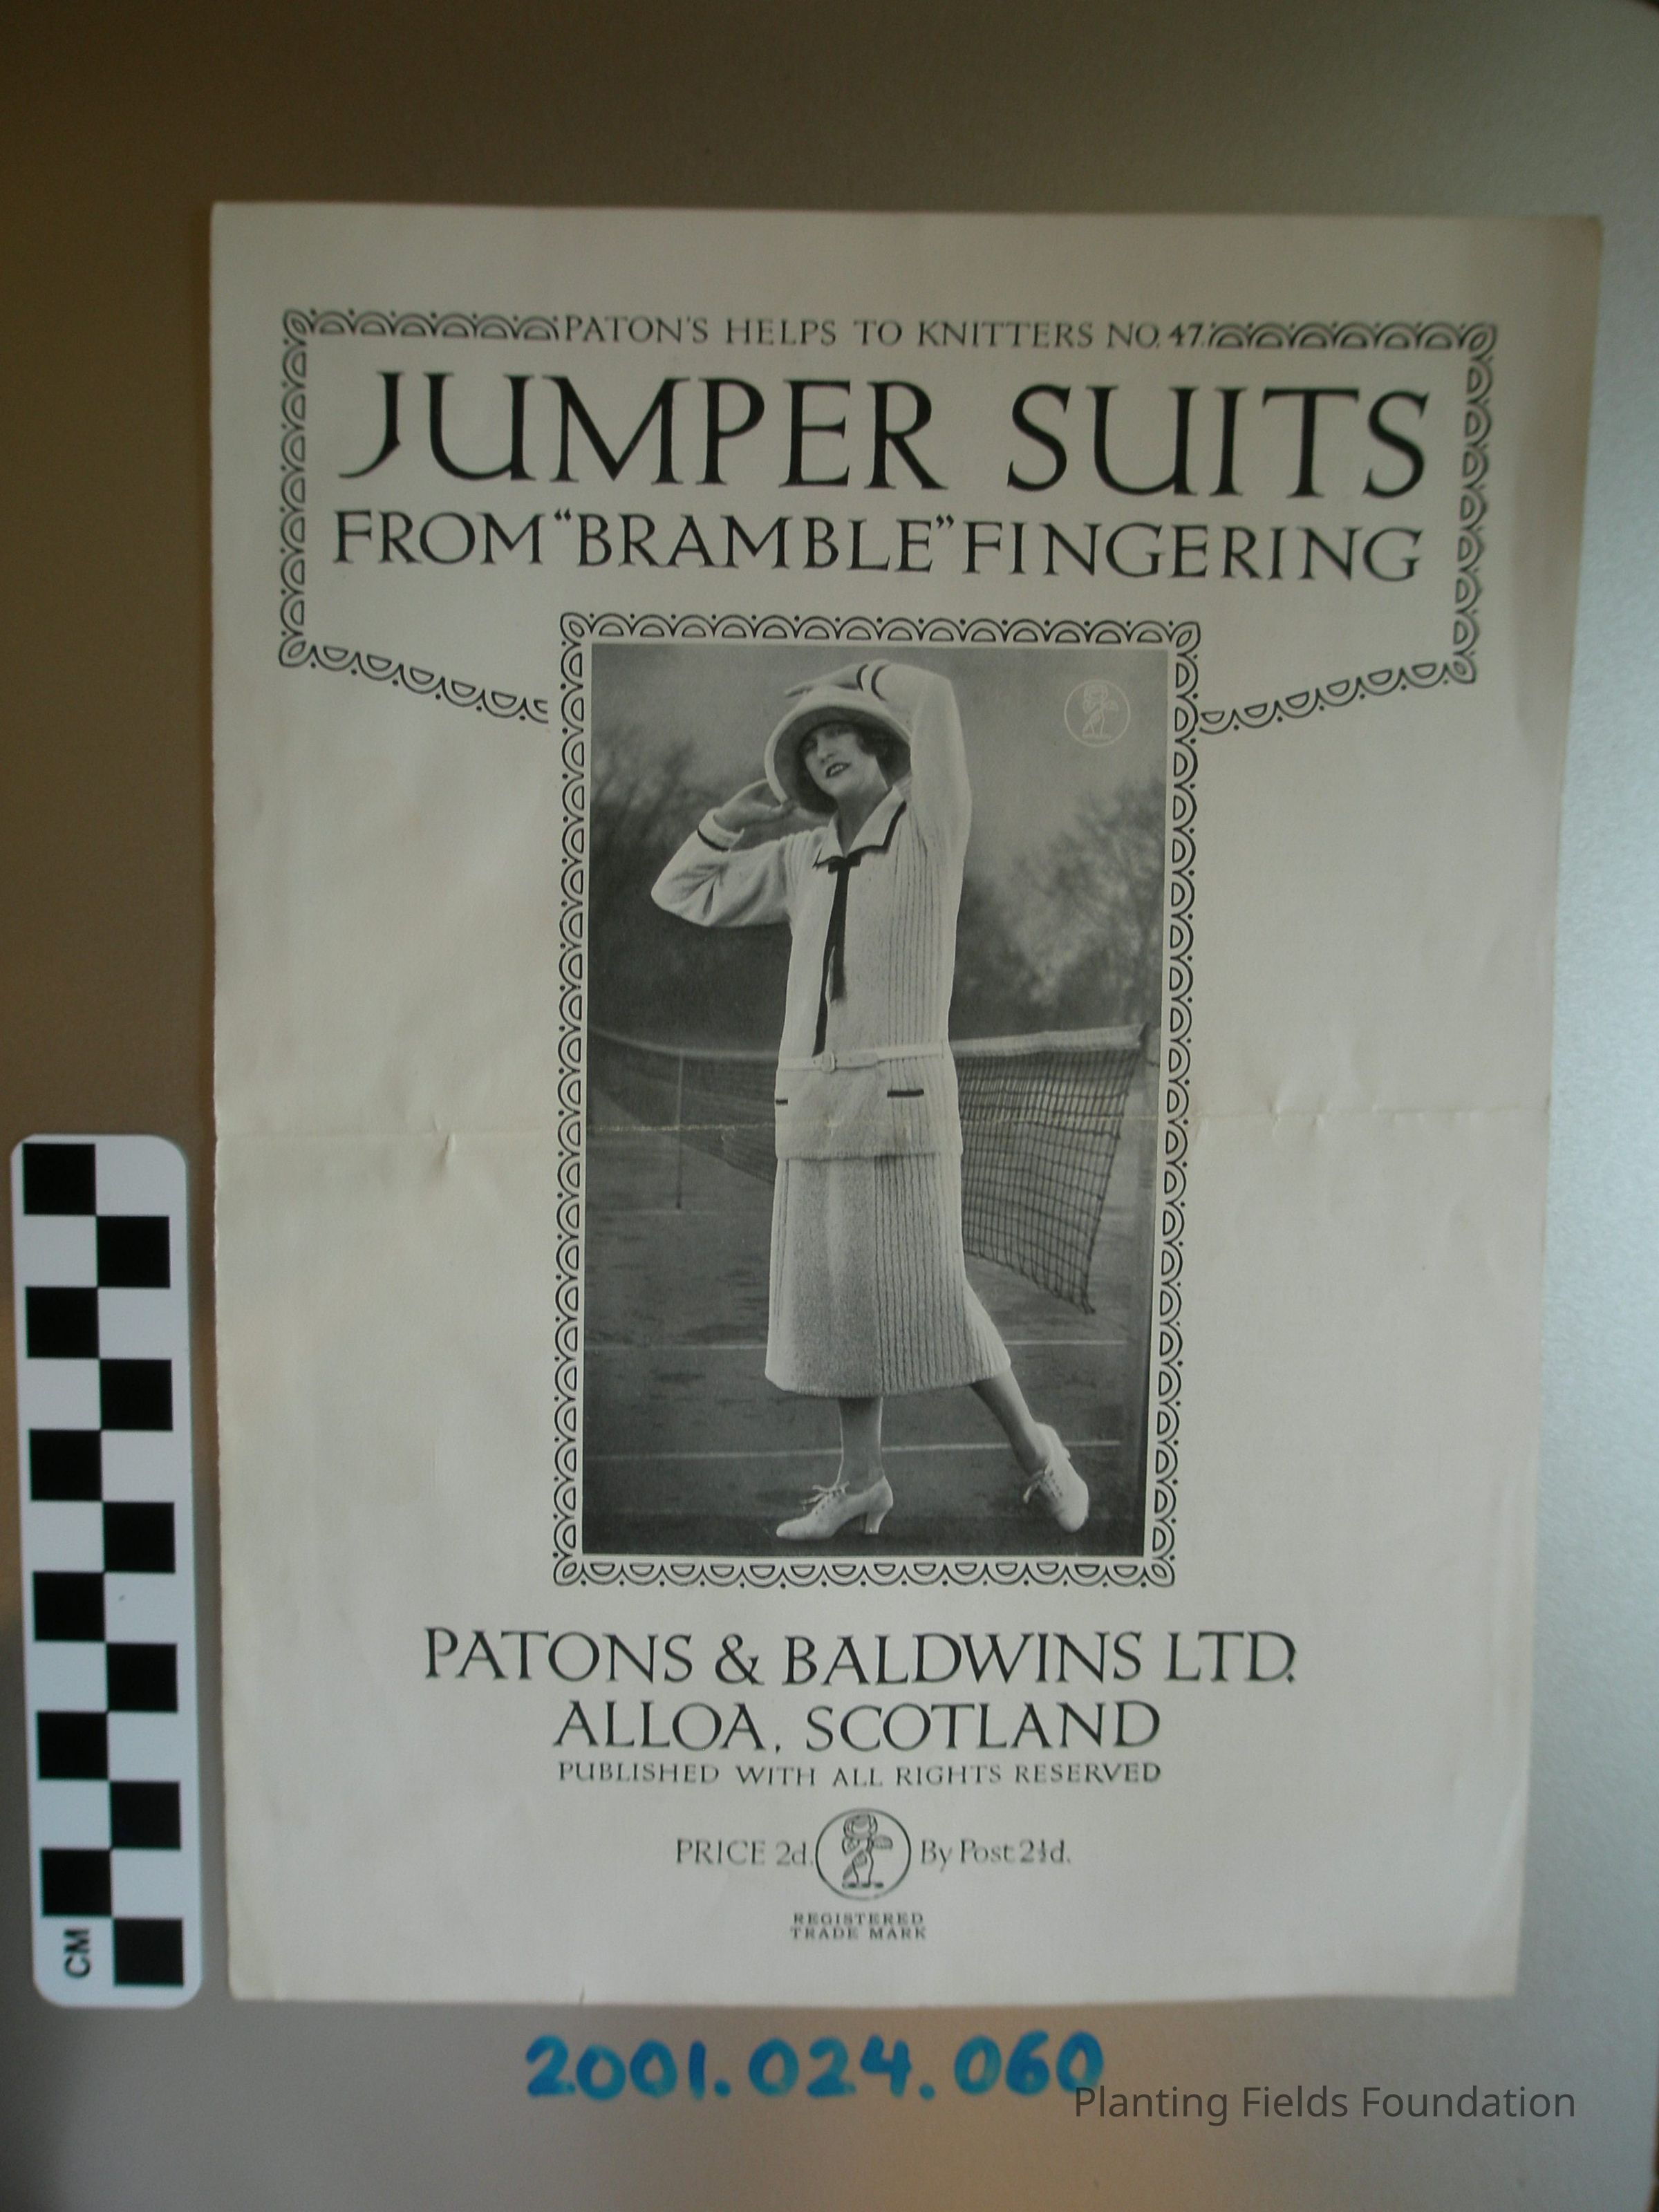 PATON'S HELPS TO KNITTERS NO. 47.
JUMPER SUITS
FROM “BRAMBLE” FINGERING
PATONS & BALDWINS LTD.
ALLOA, SCOTLAND
PUBLISHED WITH ALL RIGHTS RESERVED
PRICE 2d. By Post 2½d.
REGISTERED
TRADE MARK
CM
2001.024.060
Planting Fields Foundation